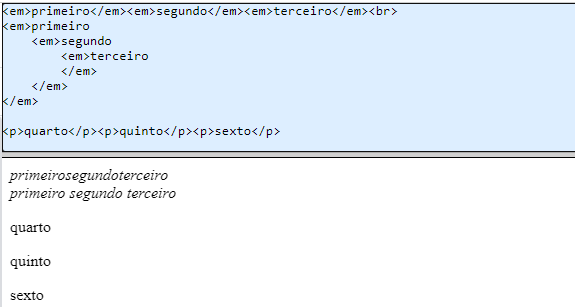 <em>primeiro</em><em>segundo</em><em>terceiro</em><br>
<em>primeiro
    <em>segundo
        <em>terceiro
        </em>
    </em>
</em>

<p>quarto</p><p>quinto</p><p>sexto</p>
primeirosegundoterceiro
primeiro segundo terceiro
quarto
quinto
sexto